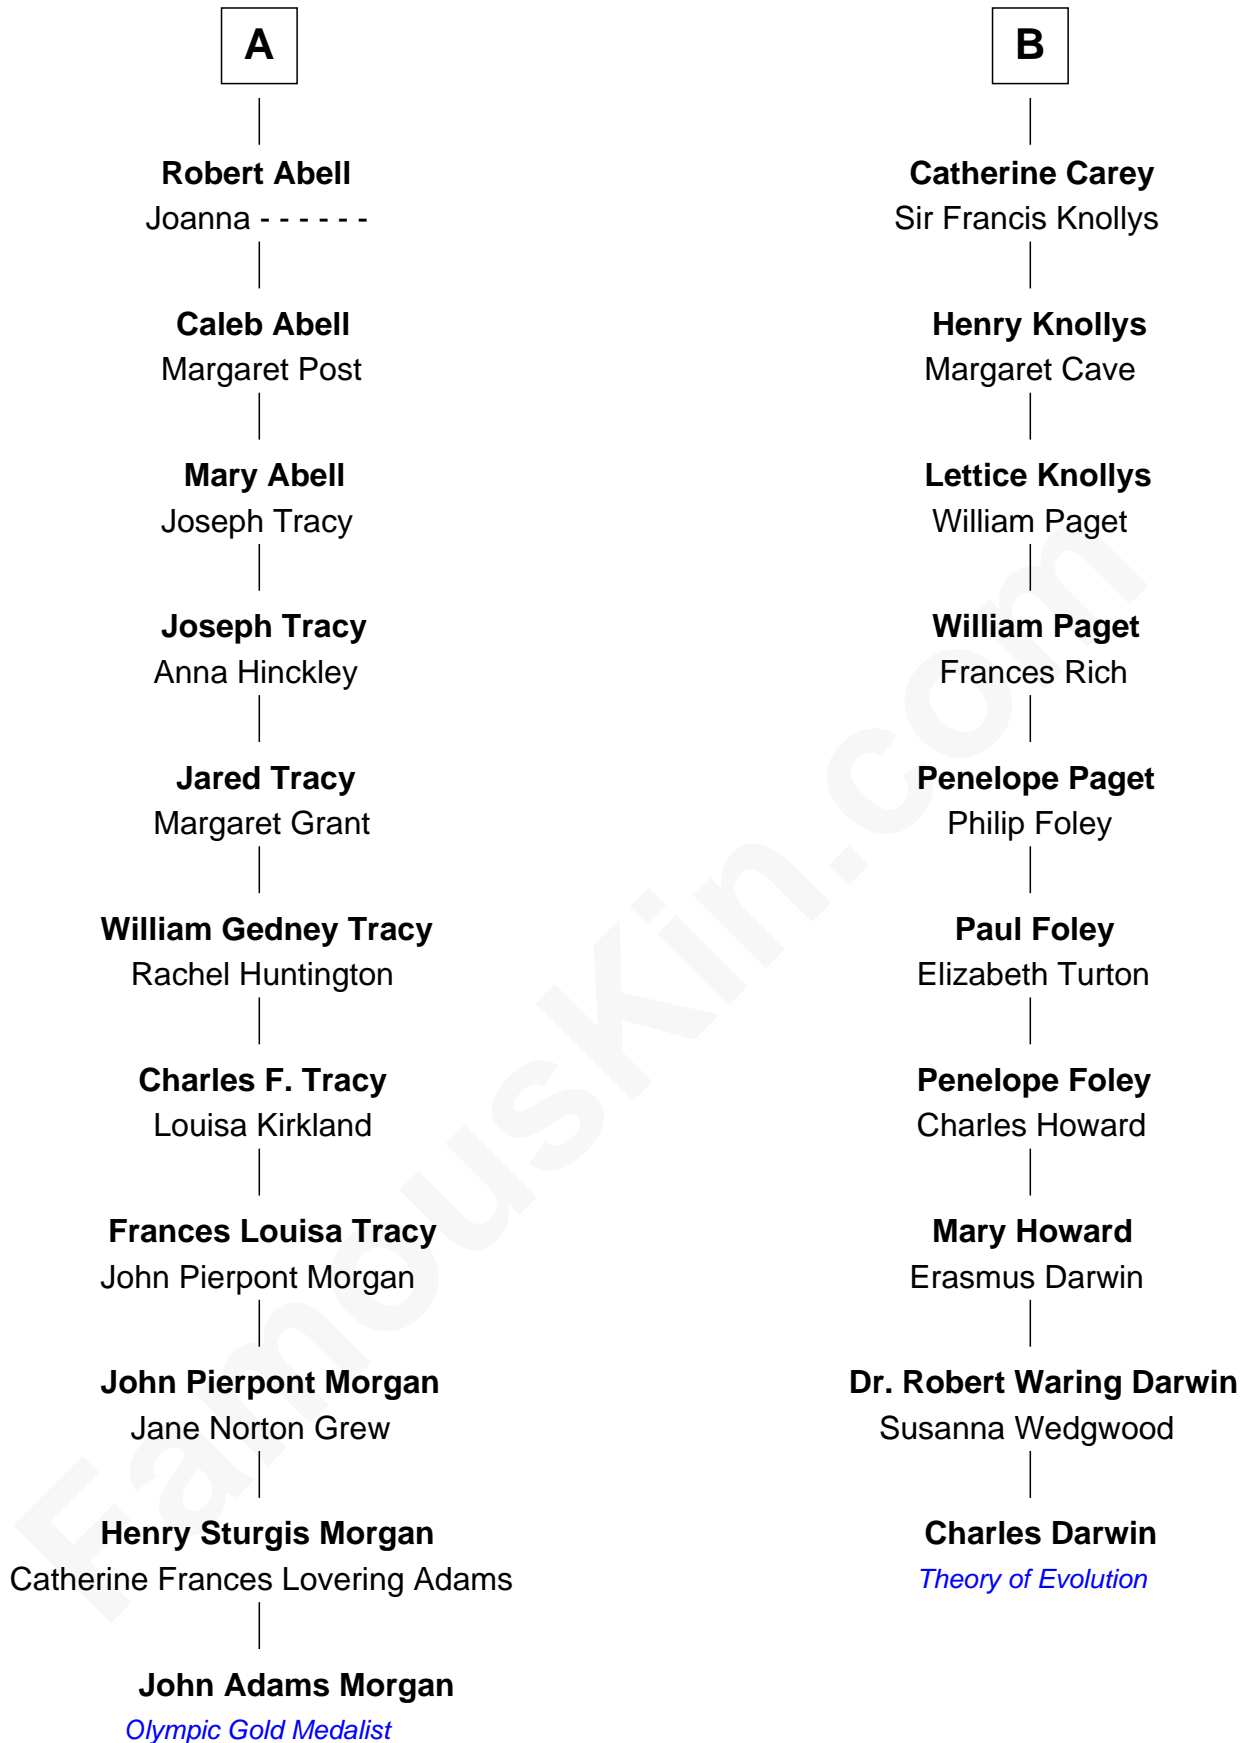 A
Robert Abell
Joanna - - - - - -
Caleb Abell
Margaret Post
Mary Abell
Joseph Tracy
Joseph Tracy
Anna Hinckley
Jared Tracy
Margaret Grant
William Gedney Tracy
Rachel Huntington
Charles F. Tracy
Louisa Kirkland
Frances Louisa Tracy
John Pierpont Morgan
John Pierpont Morgan
Jane Norton Grew
Henry Sturgis Morgan
Catherine Frances Lovering Adams
John Adams Morgan
Olympic Gold Medalist
B
Catherine Carey
Sir Francis Knollys
Henry Knollys
Margaret Cave
Lettice Knollys
William Paget
William Paget
Frances Rich
Penelope Paget
Philip Foley
Paul Foley
Elizabeth Turton
Penelope Foley
Charles Howard
Mary Howard
Erasmus Darwin
Dr. Robert Waring Darwin
Susanna Wedgwood
Charles Darwin
Theory of Evolution
FamousKin.com